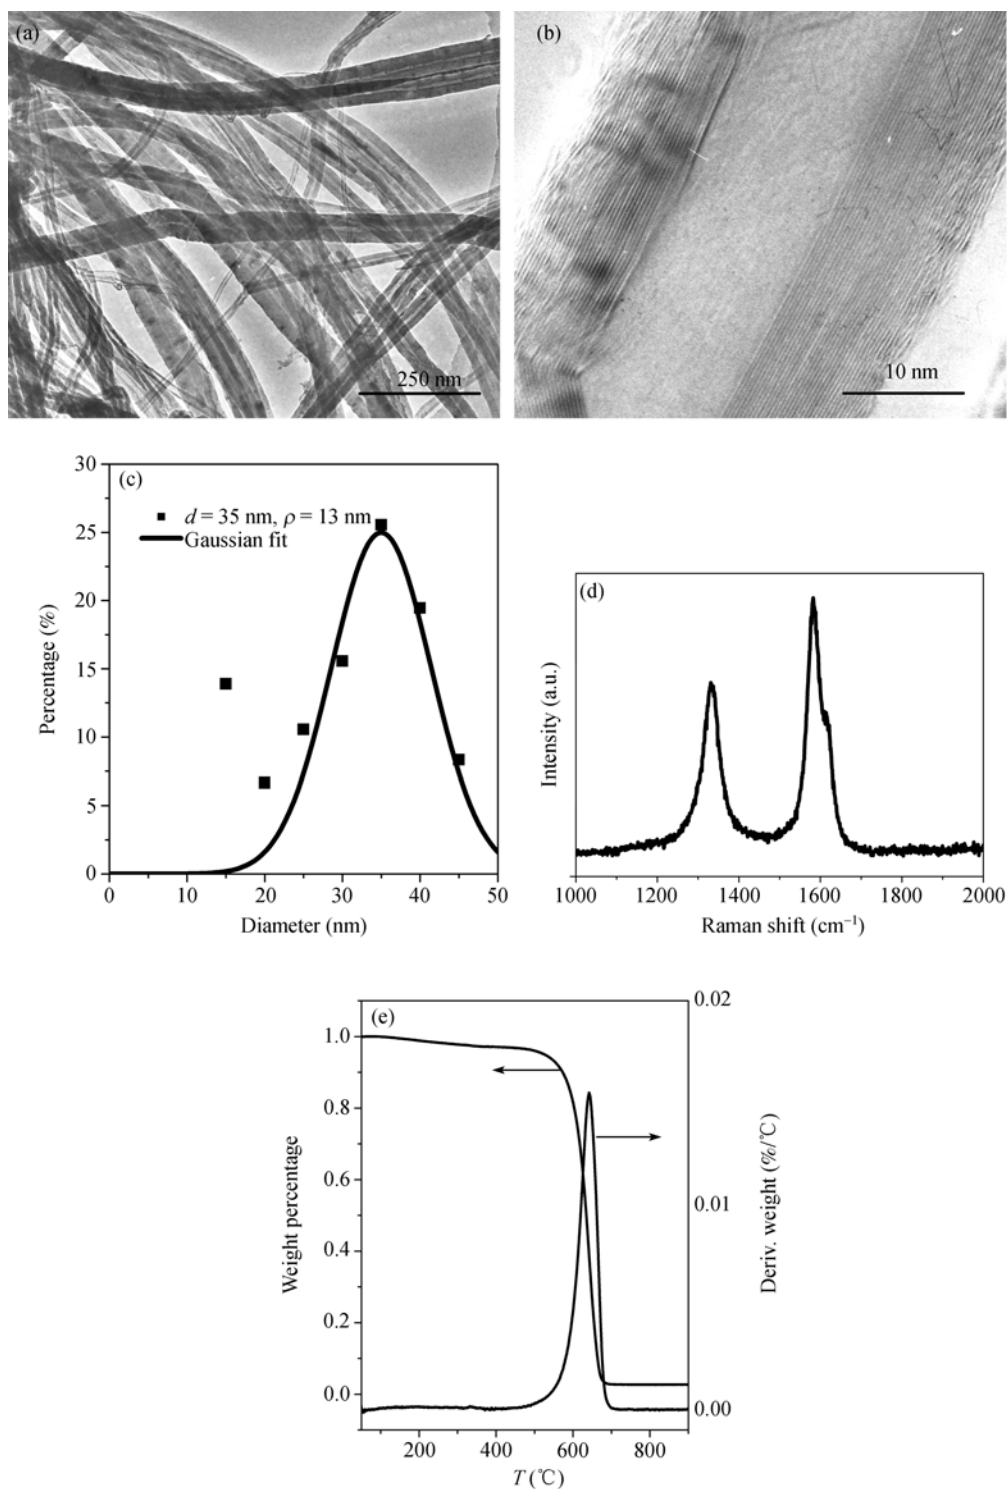 (a)
250 nm
(b)
10 nm
(c)
d = 35 nm, ρ = 13 nm
Gaussian fit
30
25
20
15
10
5
0
Percentage (%)
0 10 20 30 40 50
Diameter (nm)
(d)
Intensity (a.u.)
1000 1200 1400 1600 1800 2000
Raman shift (cm⁻¹)
(e)
1.0
0.8
0.6
0.4
0.2
0.0
Weight percentage
0.02
0.01
0.00
Deriv. weight (%/℃)
200 400 600 800
T (℃)